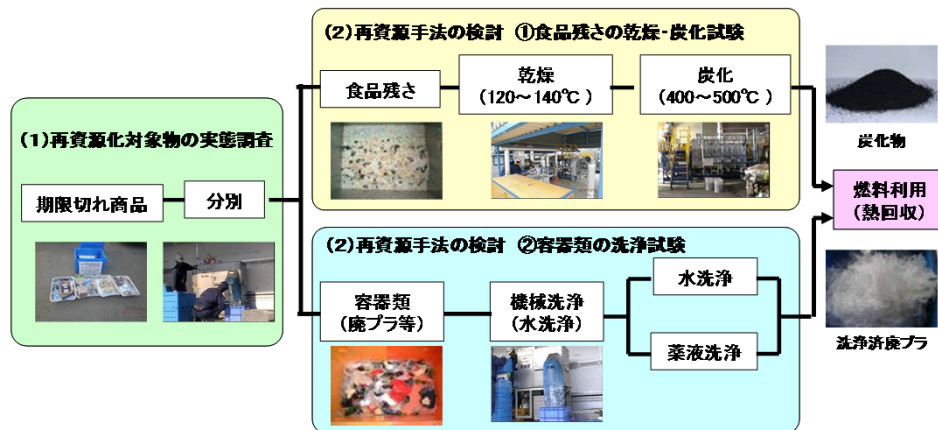 (1)再資源化対象物の実態調査
期限切れ商品
分別
(2)再資源手法の検討 ①食品残さの乾燥-炭化試験
食品残さ
乾燥
(120～140℃)
炭化
(400～500℃)
(2)再資源手法の検討 ②容器類の洗浄試験
容器類
(廃プラ等)
機械洗浄
(水洗浄)
水洗浄
薬液洗浄
炭化物
燃料利用
(熱回収)
洗浄済廃プラ